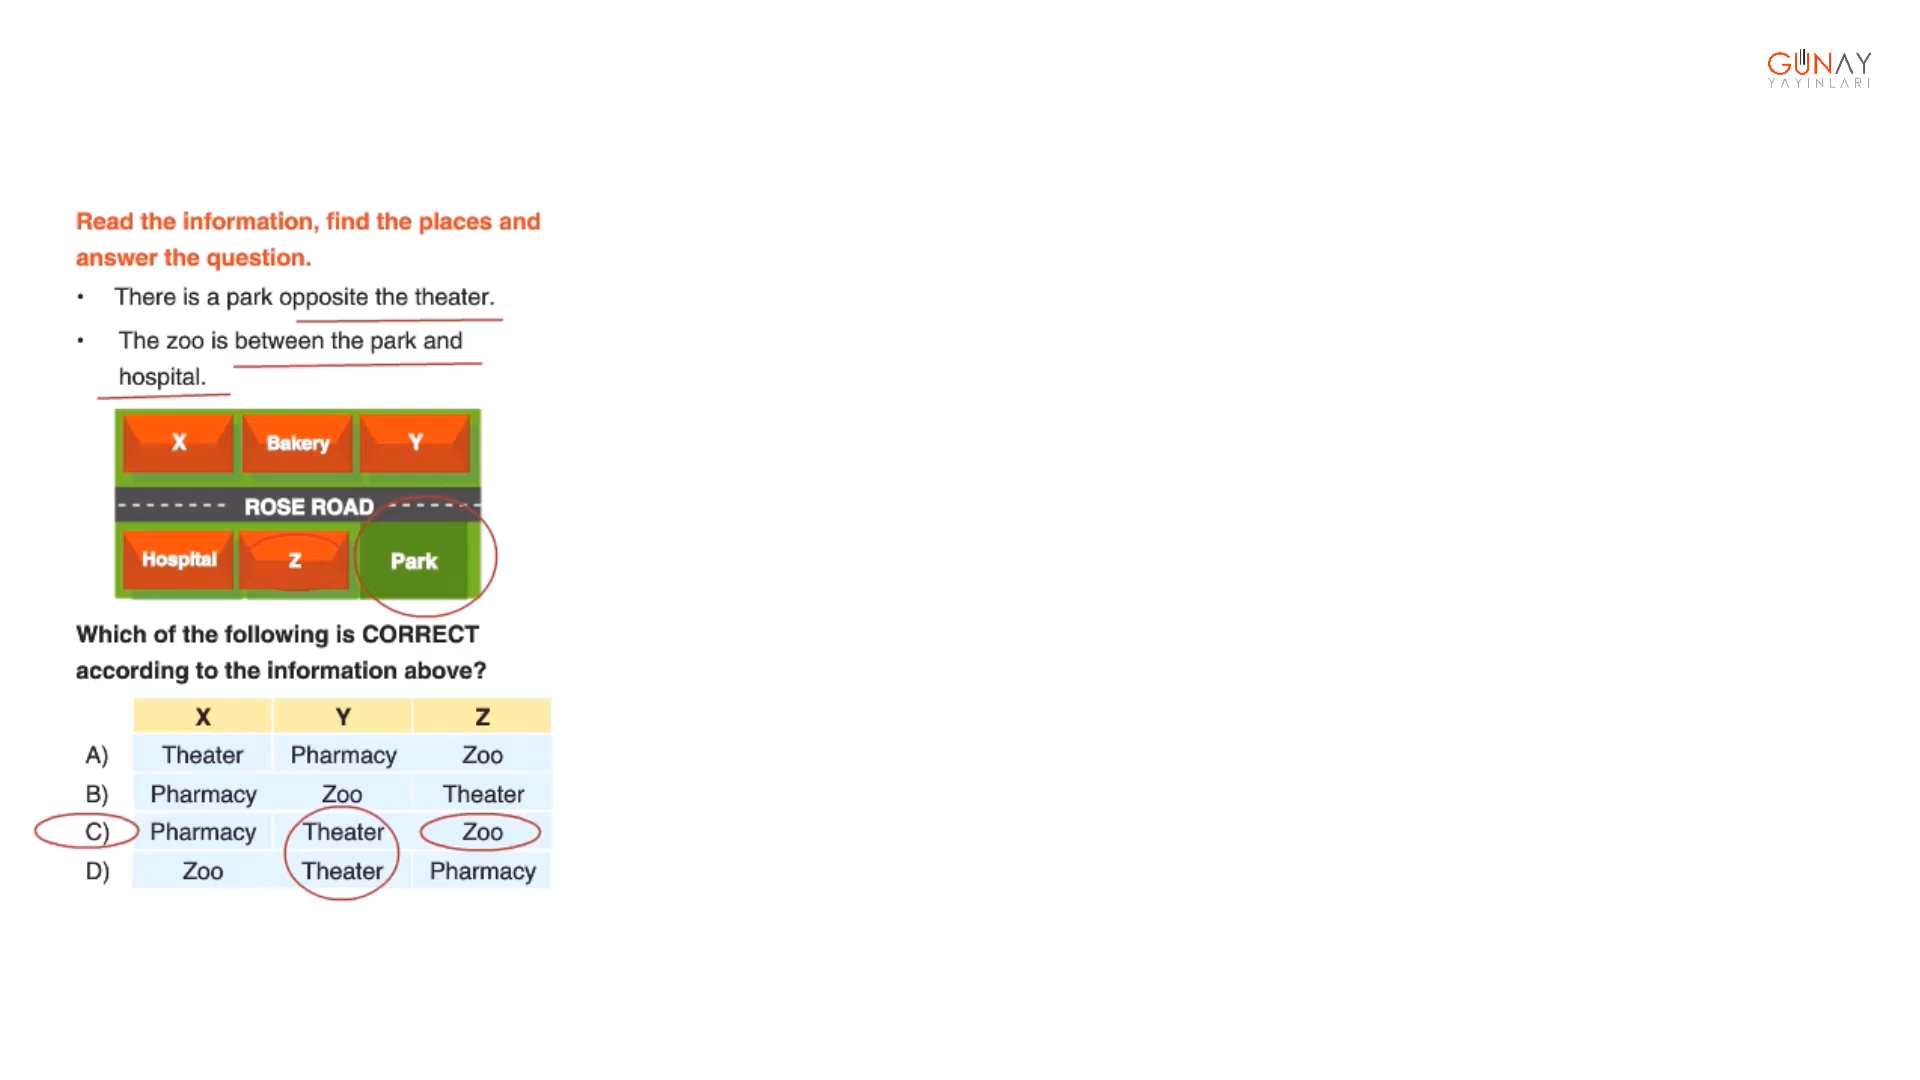 GÜNAY
YAYINLARI
Read the information, find the places and
answer the question.
• There is a park opposite the theater.
• The zoo is between the park and
hospital.
X Bakery Y
ROSE ROAD
Hospital Z Park
Which of the following is CORRECT
according to the information above?
X Y Z
A) Theater Pharmacy Zoo
B) Pharmacy Zoo Theater
C) Pharmacy Theater Zoo
D) Zoo Theater Pharmacy